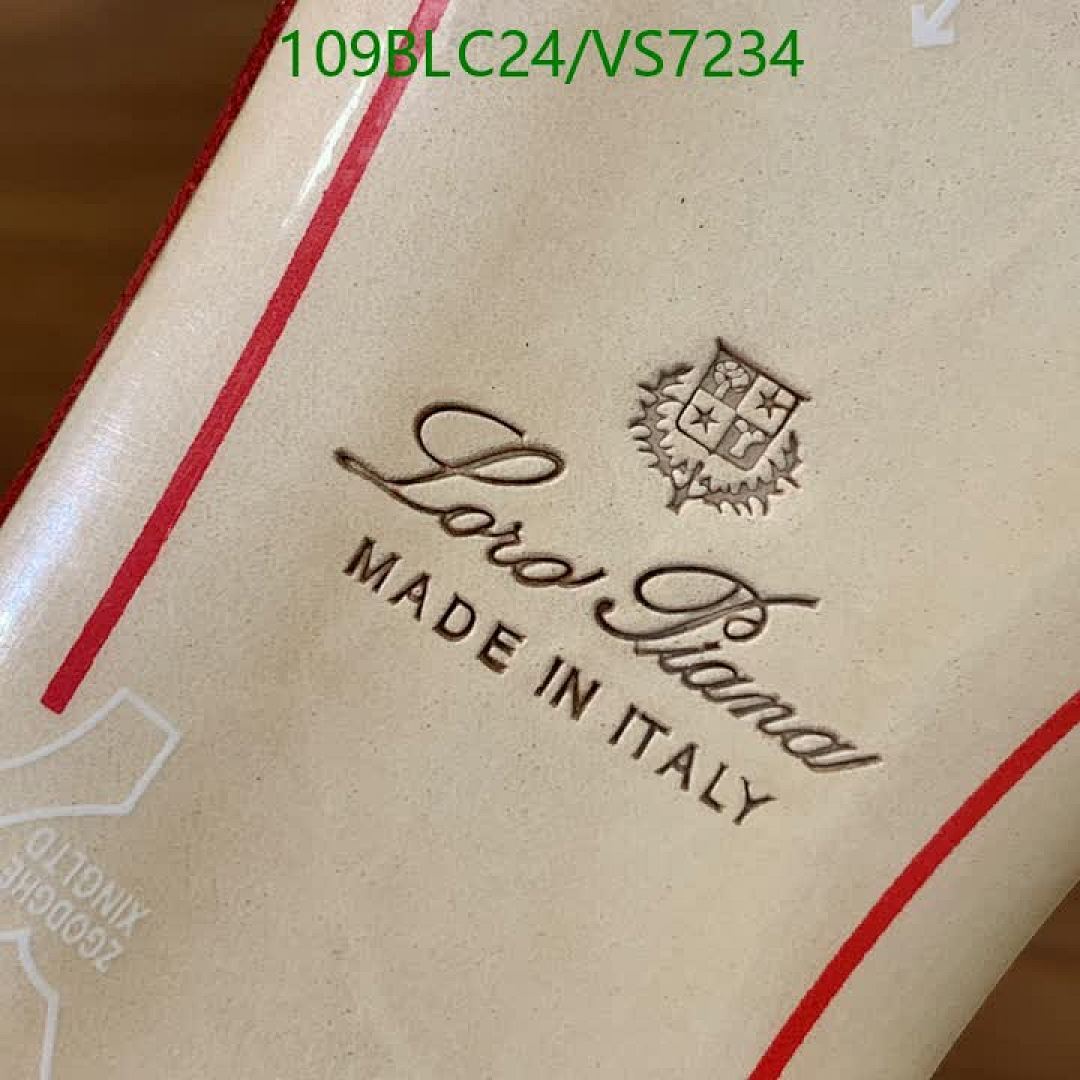 109BLC24/VS7234
Loro Piana
MADE IN ITALY
ZGODGHE
XINGLTD